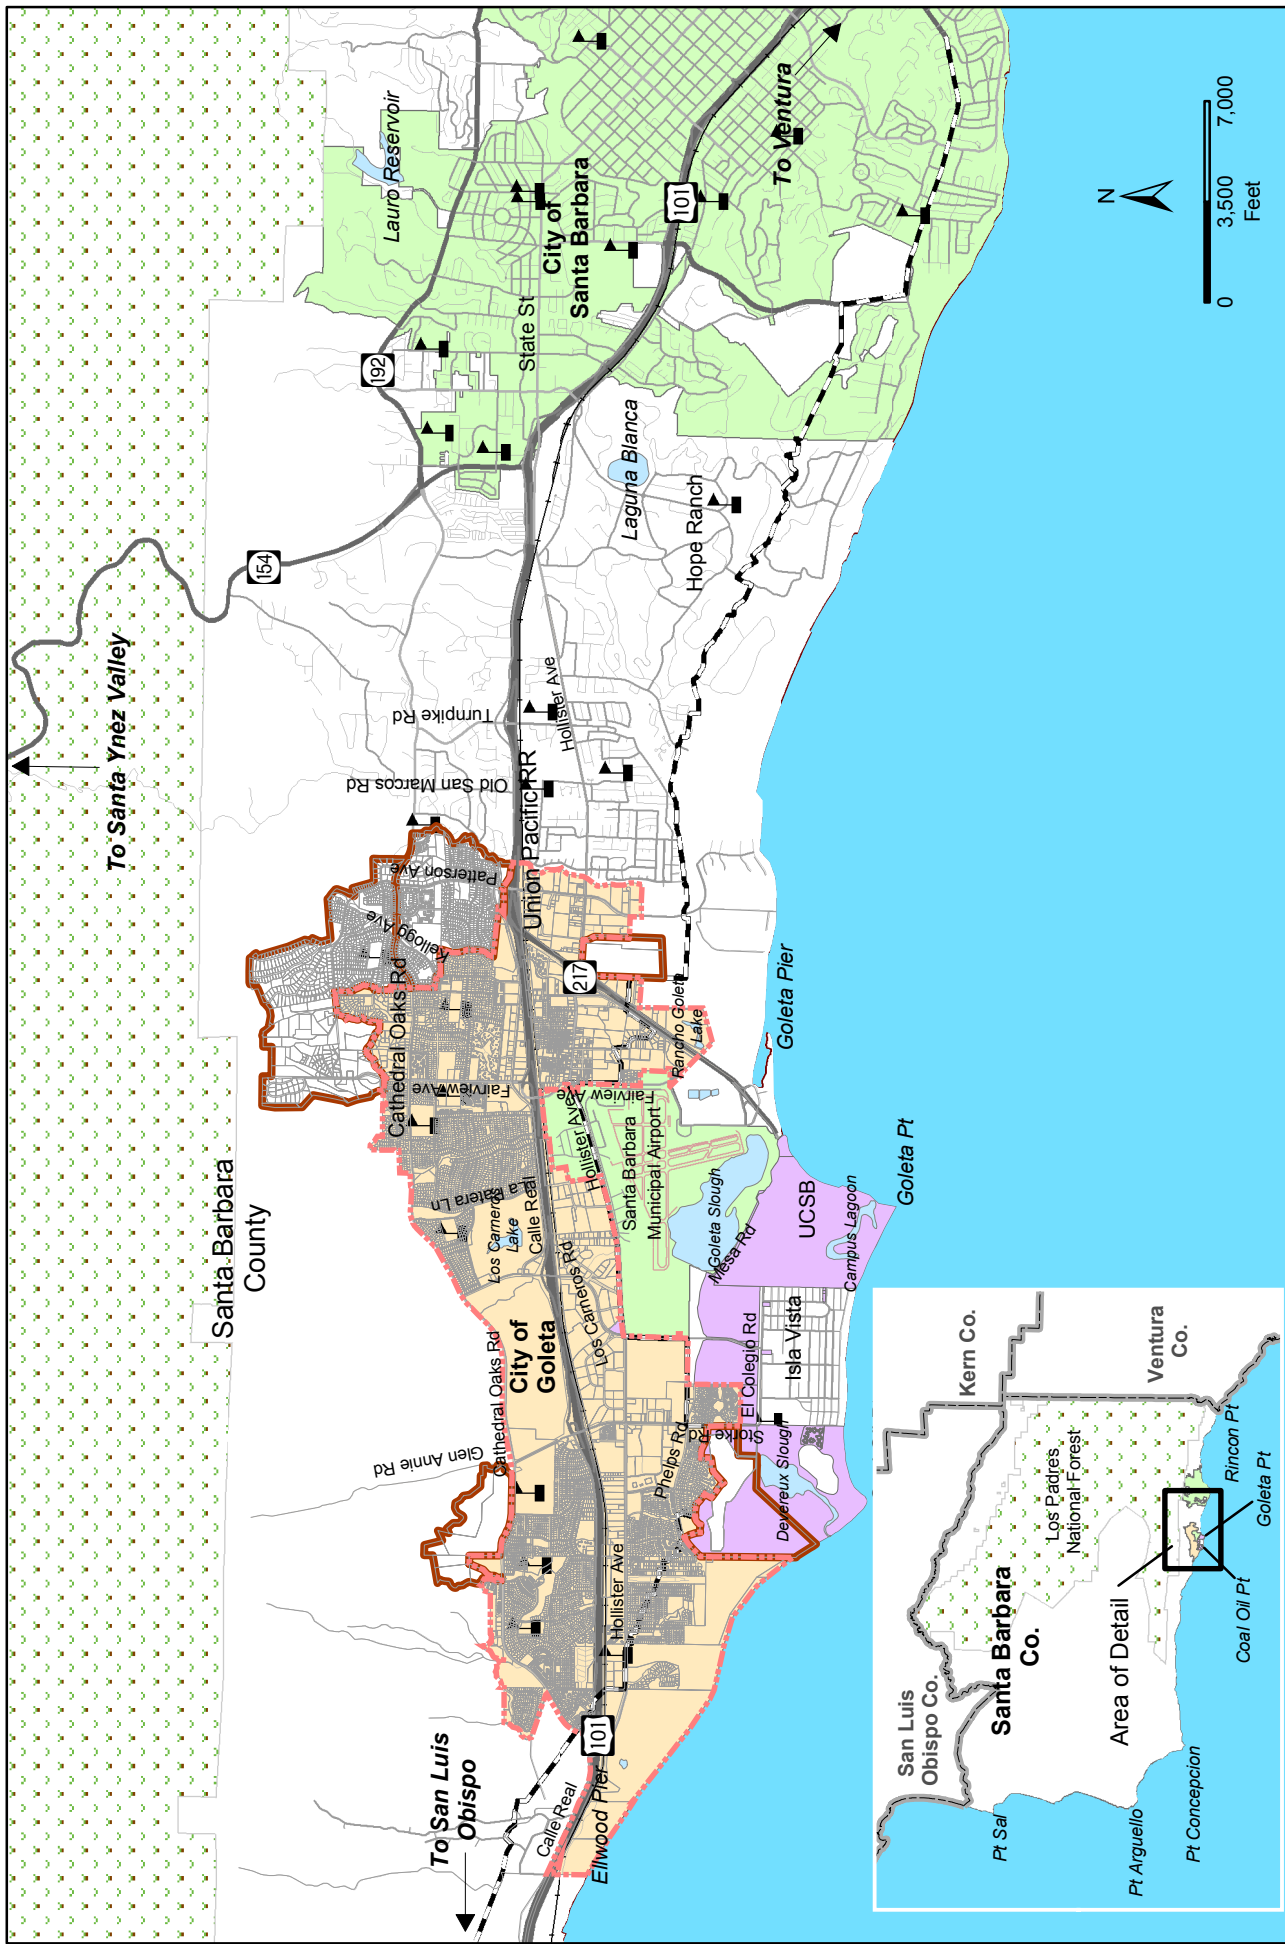 To Santa Ynez Valley
Santa Barbara
County
154
192
Lauro Reservoir
State St
City of
Santa Barbara
101
To Ventura
Laguna Blanca
Hope Ranch
Turnpike Rd
Old San Marcos Rd
Hollister Ave
Union Pacific RR
Patterson Ave
Kellogg Ave
Cathedral Oaks Rd
217
Fairview Ave
Fairview Ave
Rancho Goleta
Lake
Goleta Pier
La Patera Ln
Los Carneros
Lake
Calle Real
Hollister Ave
Santa Barbara
Municipal Airport
Goleta Slough
Mesa Rd
UCSB
Campus Lagoon
Goleta Pt
Los Carneros Rd
City of
Goleta
Cathedral Oaks Rd
Glen Annie Rd
El Colegio Rd
Isla Vista
Storke Rd
Phelps Rd
Devereux Slough
Hollister Ave
101
To San Luis
Obispo
Calle Real
Ellwood Pier
N
0
3,500
7,000
Feet
San Luis
Obispo Co.
Kern Co.
Ventura
Co.
Santa Barbara
Co.
Los Padres
National Forest
Area of Detail
Pt Sal
Pt Arguello
Pt Concepcion
Coal Oil Pt
Goleta Pt
Rincon Pt